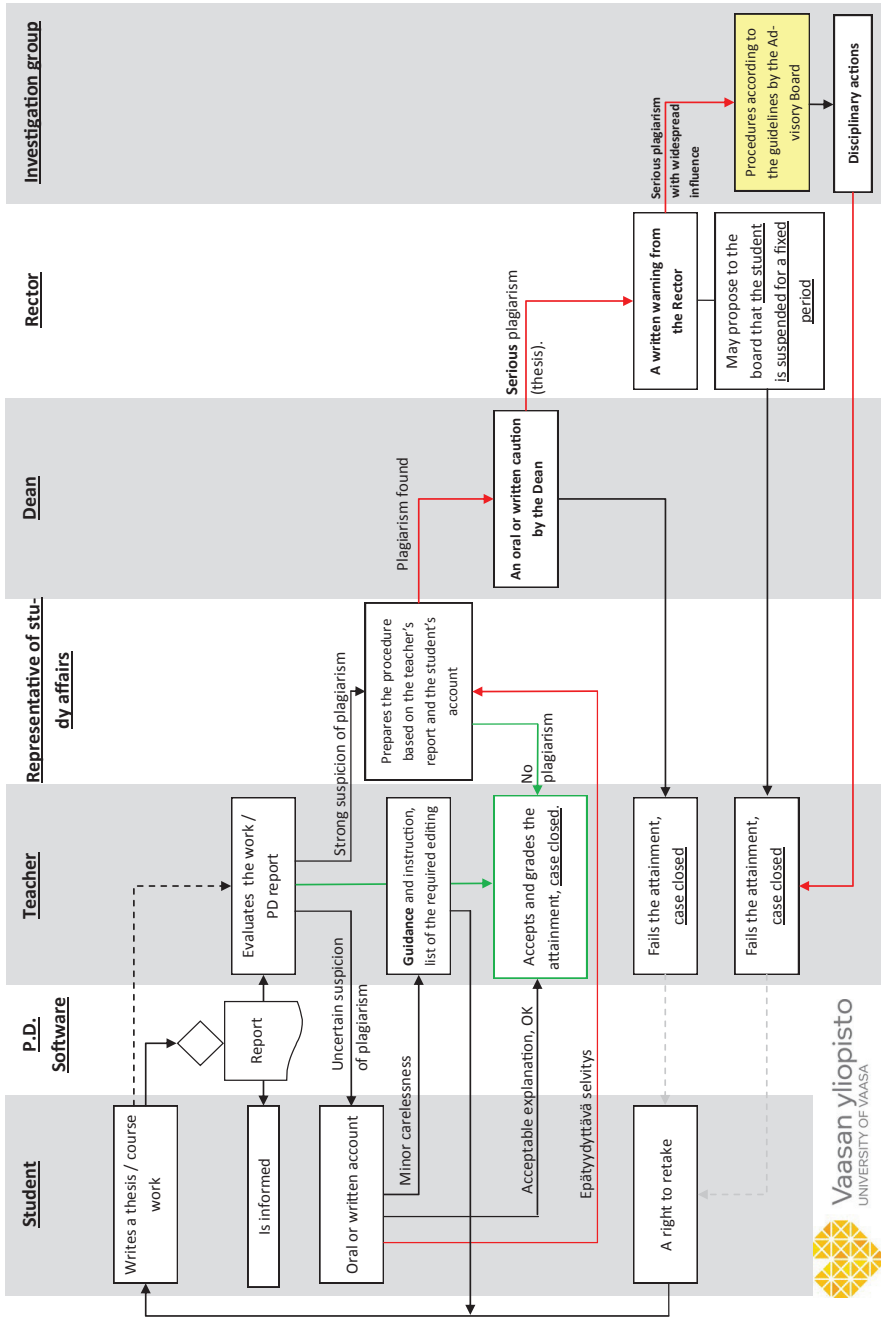 Student
P.D.
Software
Teacher
Representative of stu-
dy affairs
Dean
Rector
Investigation group
Writes a thesis / course
work
Report
Is informed
Evaluates the work /
PD report
Uncertain suspicion
of plagiarism
Strong suspicion of plagiarism
Oral or written account
Minor carelessness
Guidance and instruction,
list of the required editing
Prepares the procedure
based on the teacher's
report and the student's
account
Acceptable explanation, OK
Accepts and grades the
attainment, case closed.
No
plagiarism
Plagiarism found
Epätyydyttävä selvitys
An oral or written caution
by the Dean
Serious plagiarism
(thesis).
A right to retake
Fails the attainment,
case closed
A written warning from
the Rector
Serious plagiarism
with widespread
influence
May propose to the
board that the student
is suspended for a fixed
period
Procedures according to
the guidelines by the Ad-
visory Board
Fails the attainment,
case closed
Disciplinary actions
Vaasan yliopisto
UNIVERSITY OF VAASA